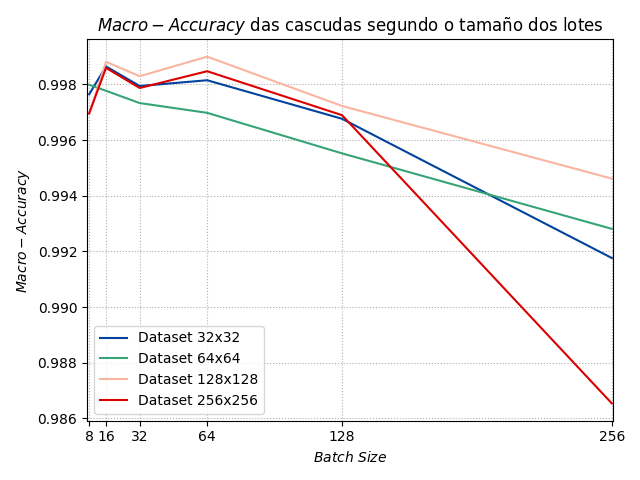 Macro − Accuracy das cascudas segundo o tamaño dos lotes
Macro − Accuracy
0.998
0.996
0.994
0.992
0.990
0.988
0.986
Dataset 32x32
Dataset 64x64
Dataset 128x128
Dataset 256x256
8 16 32 64 128 256
Batch Size